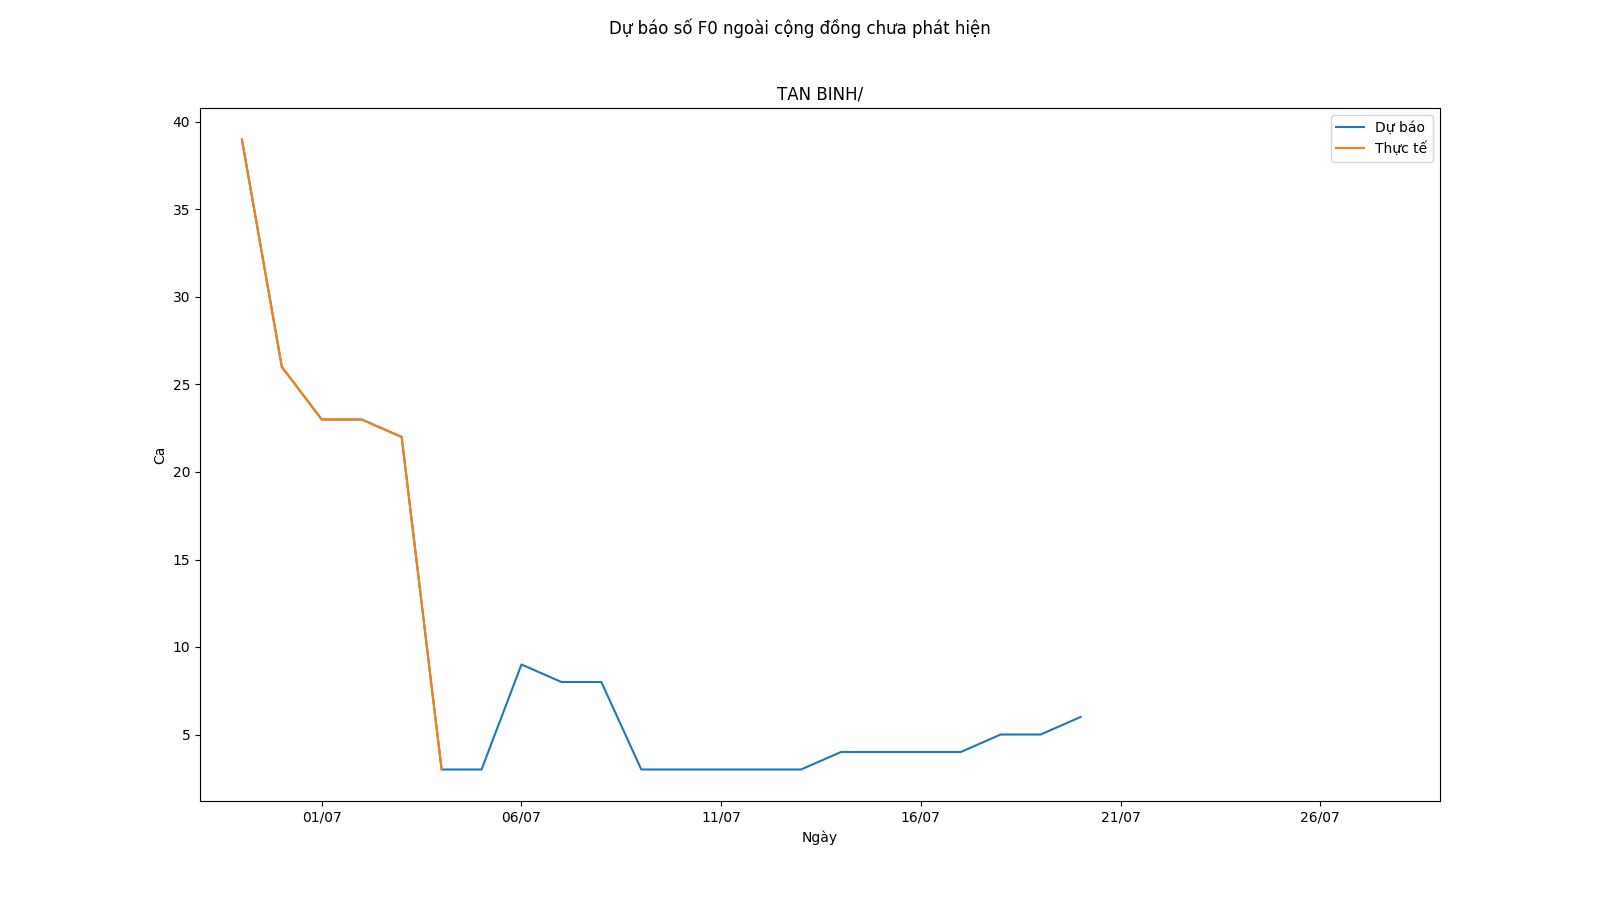 Dự báo số F0 ngoài cộng đồng chưa phát hiện
TAN BINH/
Dự báo
Thực tế
40
35
30
25
20
15
10
5
Ca
01/07
06/07
11/07
16/07
21/07
26/07
Ngày